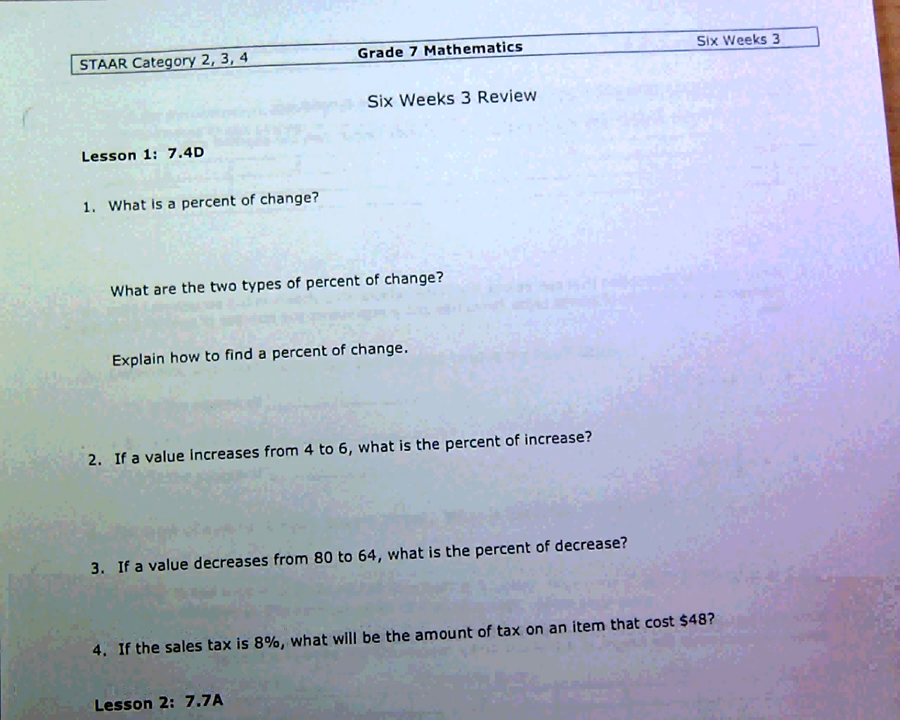 STAAR Category 2, 3, 4 Grade 7 Mathematics Six Weeks 3
Six Weeks 3 Review
Lesson 1: 7.4D
1. What is a percent of change?
What are the two types of percent of change?
Explain how to find a percent of change.
2. If a value increases from 4 to 6, what is the percent of increase?
3. If a value decreases from 80 to 64, what is the percent of decrease?
4. If the sales tax is 8%, what will be the amount of tax on an item that cost $48?
Lesson 2: 7.7A